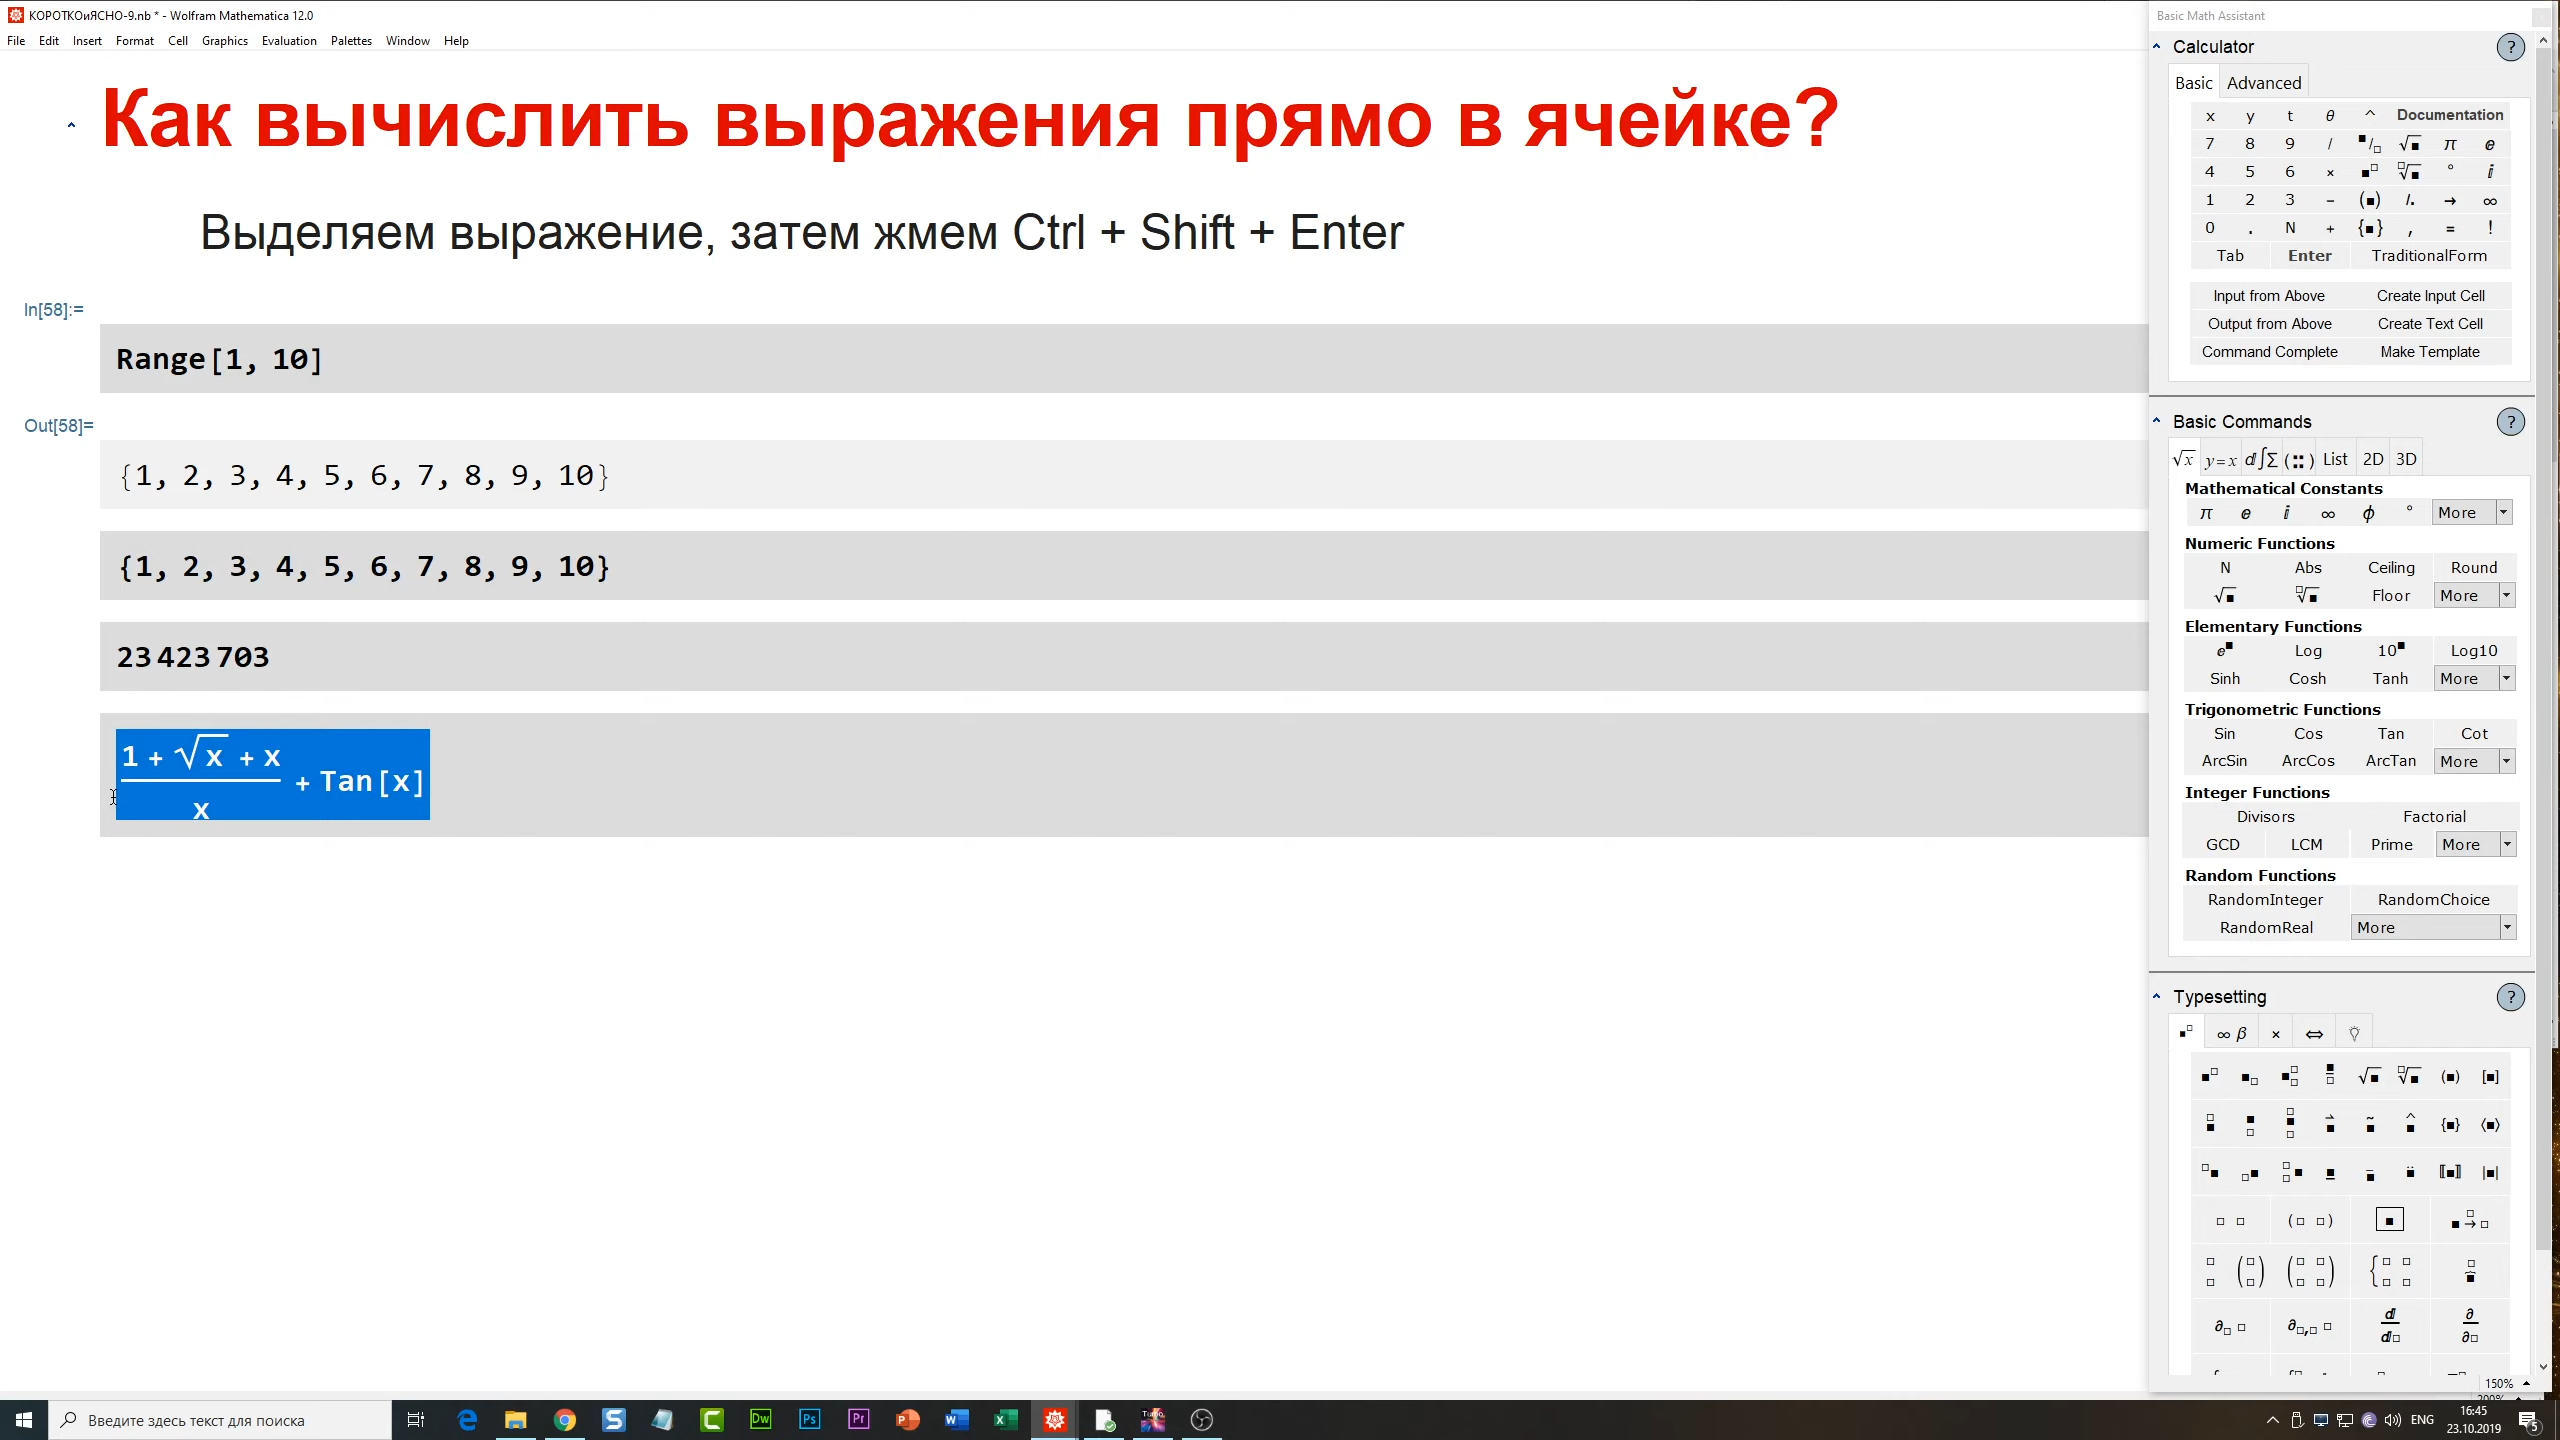 КОРОТКОиЯСНО-9.nb * - Wolfram Mathematica 12.0
File Edit Insert Format Cell Graphics Evaluation Palettes Window Help
Как вычислить выражения прямо в ячейке?
Выделяем выражение, затем жмем Ctrl + Shift + Enter
In[58]:=
Range[1, 10]
Out[58]=
{1, 2, 3, 4, 5, 6, 7, 8, 9, 10}
{1, 2, 3, 4, 5, 6, 7, 8, 9, 10}
23 423 703
1 + √x + x
x
+ Tan[x]
Basic Math Assistant
Calculator ?
Basic Advanced
x y t θ ^ Documentation
7 8 9 / ■/□ √■ π ⅇ
4 5 6 × ■□ □√■ ° ⅈ
1 2 3 − (■) /. → ∞
0 . N + {■} , = !
Tab Enter TraditionalForm
Input from Above Create Input Cell
Output from Above Create Text Cell
Command Complete Make Template
Basic Commands ?
√x y=x ⅆ∫Σ (::) List 2D 3D
Mathematical Constants
π ⅇ ⅈ ∞ ϕ ° More
Numeric Functions
N Abs Ceiling Round
√■ □√■ Floor More
Elementary Functions
ⅇ■ Log 10■ Log10
Sinh Cosh Tanh More
Trigonometric Functions
Sin Cos Tan Cot
ArcSin ArcCos ArcTan More
Integer Functions
Divisors Factorial
GCD LCM Prime More
Random Functions
RandomInteger RandomChoice
RandomReal More
Typesetting ?
■□ ∞ β × ⇔
150%
Введите здесь текст для поиска
ENG
16:45
23.10.2019
5